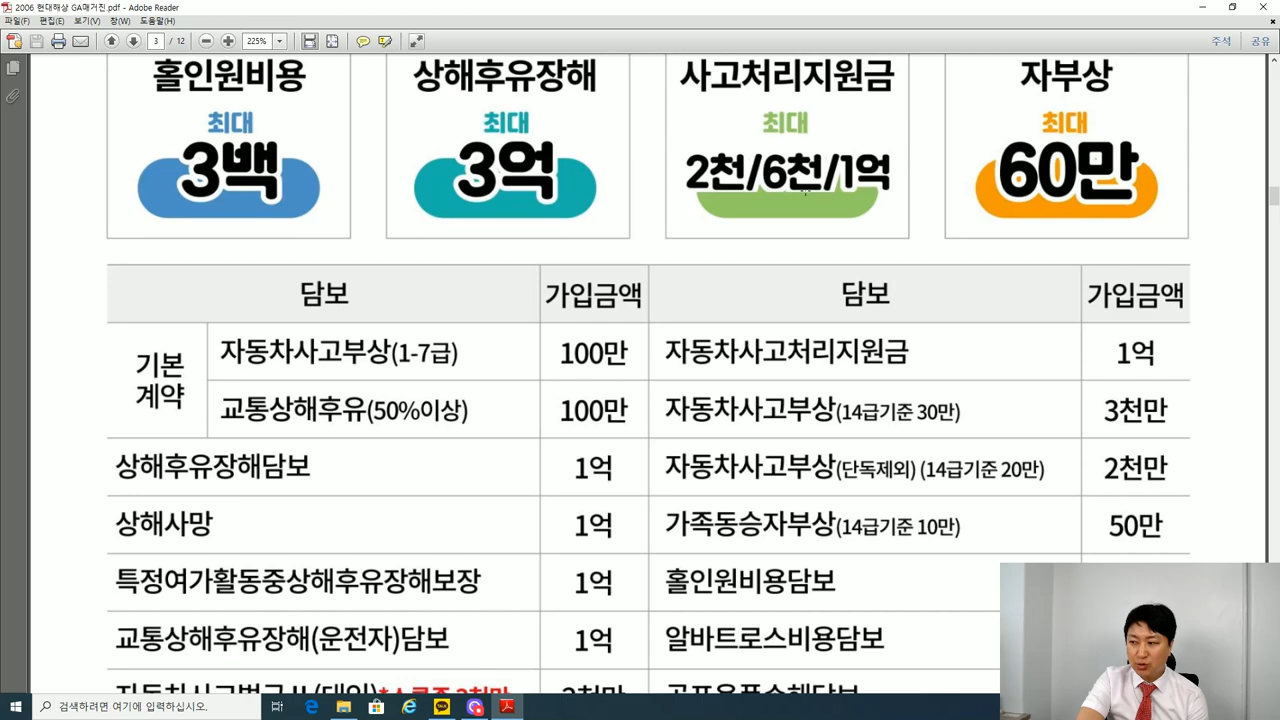 2006 현대해상 GA매거진.pdf - Adobe Reader
파일(F) 편집(E) 보기(V) 창(W) 도움말(H)
3 / 12 225% 주석 공유
홀인원비용 상해후유장해 사고처리지원금 자부상
최대 최대 최대 최대
3백 3억 2천/6천/1억 60만
담보 가입금액 담보 가입금액
기본
계약
자동차사고부상(1-7급) 100만 자동차사고처리지원금 1억
교통상해후유(50%이상) 100만 자동차사고부상(14급기준 30만) 3천만
상해후유장해담보 1억 자동차사고부상(단독제외) (14급기준 20만) 2천만
상해사망 1억 가족동승자부상(14급기준 10만) 50만
특정여가활동중상해후유장해보장 1억 홀인원비용담보
교통상해후유장해(운전자)담보 1억 알바트로스비용담보
검색하려면 여기에 입력하십시오.